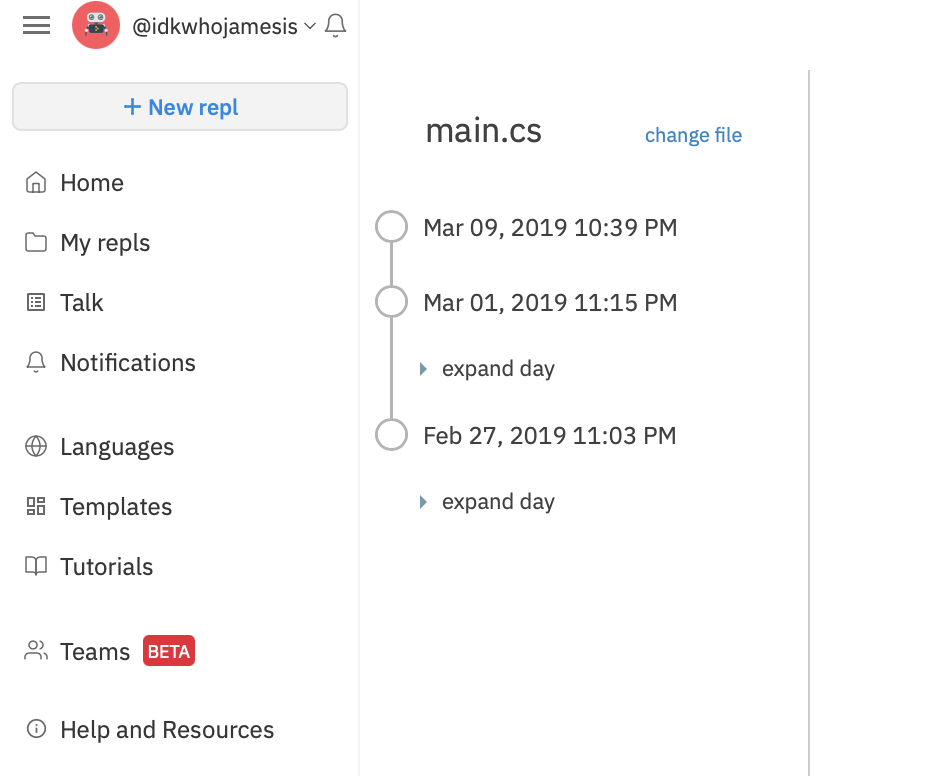 @idkwhojamesis
+ New repl
Home
My repls
Talk
Notifications
Languages
Templates
Tutorials
Teams BETA
Help and Resources
main.cs
change file
Mar 09, 2019 10:39 PM
Mar 01, 2019 11:15 PM
expand day
Feb 27, 2019 11:03 PM
expand day